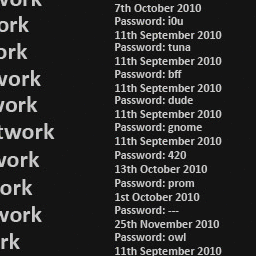 work
7th October 2010
ork
Password: i0u
11th September 2010
ork
Password: tuna
11th September 2010
work
Password: bff
11th September 2010
work
Password: dude
11th September 2010
twork
Password: gnome
11th September 2010
work
Password: 420
13th October 2010
ork
Password: prom
1st October 2010
work
Password: ---
25th November 2010
rk
Password: owl
11th September 2010